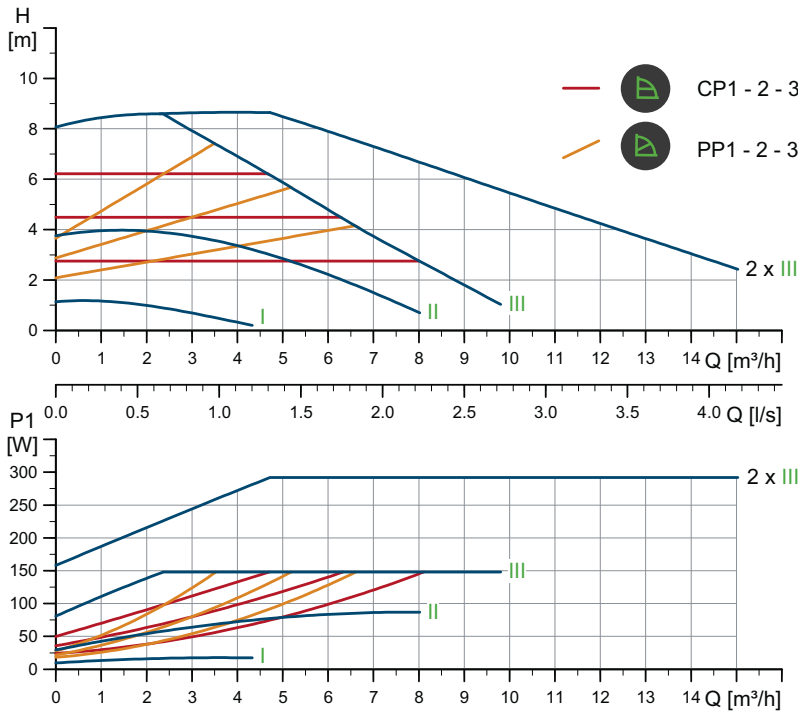 H
[m]
10
8
6
4
2
0
CP1 - 2 - 3
PP1 - 2 - 3
2 x III
III
II
I
0 1 2 3 4 5 6 7 8 9 10 11 12 13 14 Q [m³/h]
0.0 0.5 1.0 1.5 2.0 2.5 3.0 3.5 4.0 Q [l/s]
P1
[W]
300
250
200
150
100
50
0
2 x III
III
II
I
0 1 2 3 4 5 6 7 8 9 10 11 12 13 14 Q [m³/h]